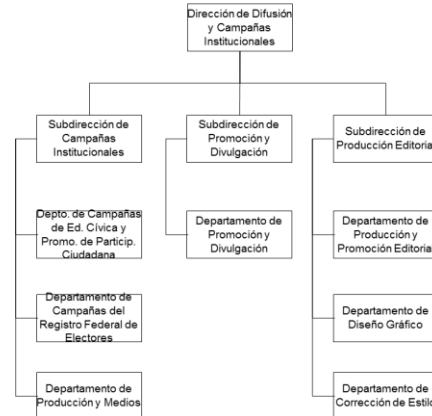 Dirección de Difusión
y Campañas
Institucionales
Subdirección de
Campañas
Institucionales
Subdirección de
Promoción y
Divulgación
Subdirección de
Producción Editorial
Depto. de Campañas
de Ed. Cívica y
Promo. de Particip.
Ciudadana
Departamento de
Promoción y
Divulgación
Departamento de
Producción y
Promoción Editorial
Departamento de
Campañas del
Registro Federal de
Electores
Departamento de
Diseño Gráfico
Departamento de
Producción y Medios
Departamento de
Corrección de Estilo